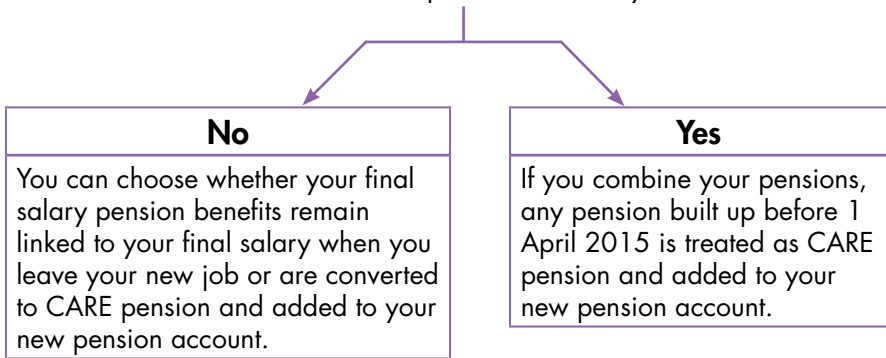 No
You can choose whether your final
salary pension benefits remain
linked to your final salary when you
leave your new job or are converted
to CARE pension and added to your
new pension account.
Yes
If you combine your pensions,
any pension built up before 1
April 2015 is treated as CARE
pension and added to your
new pension account.